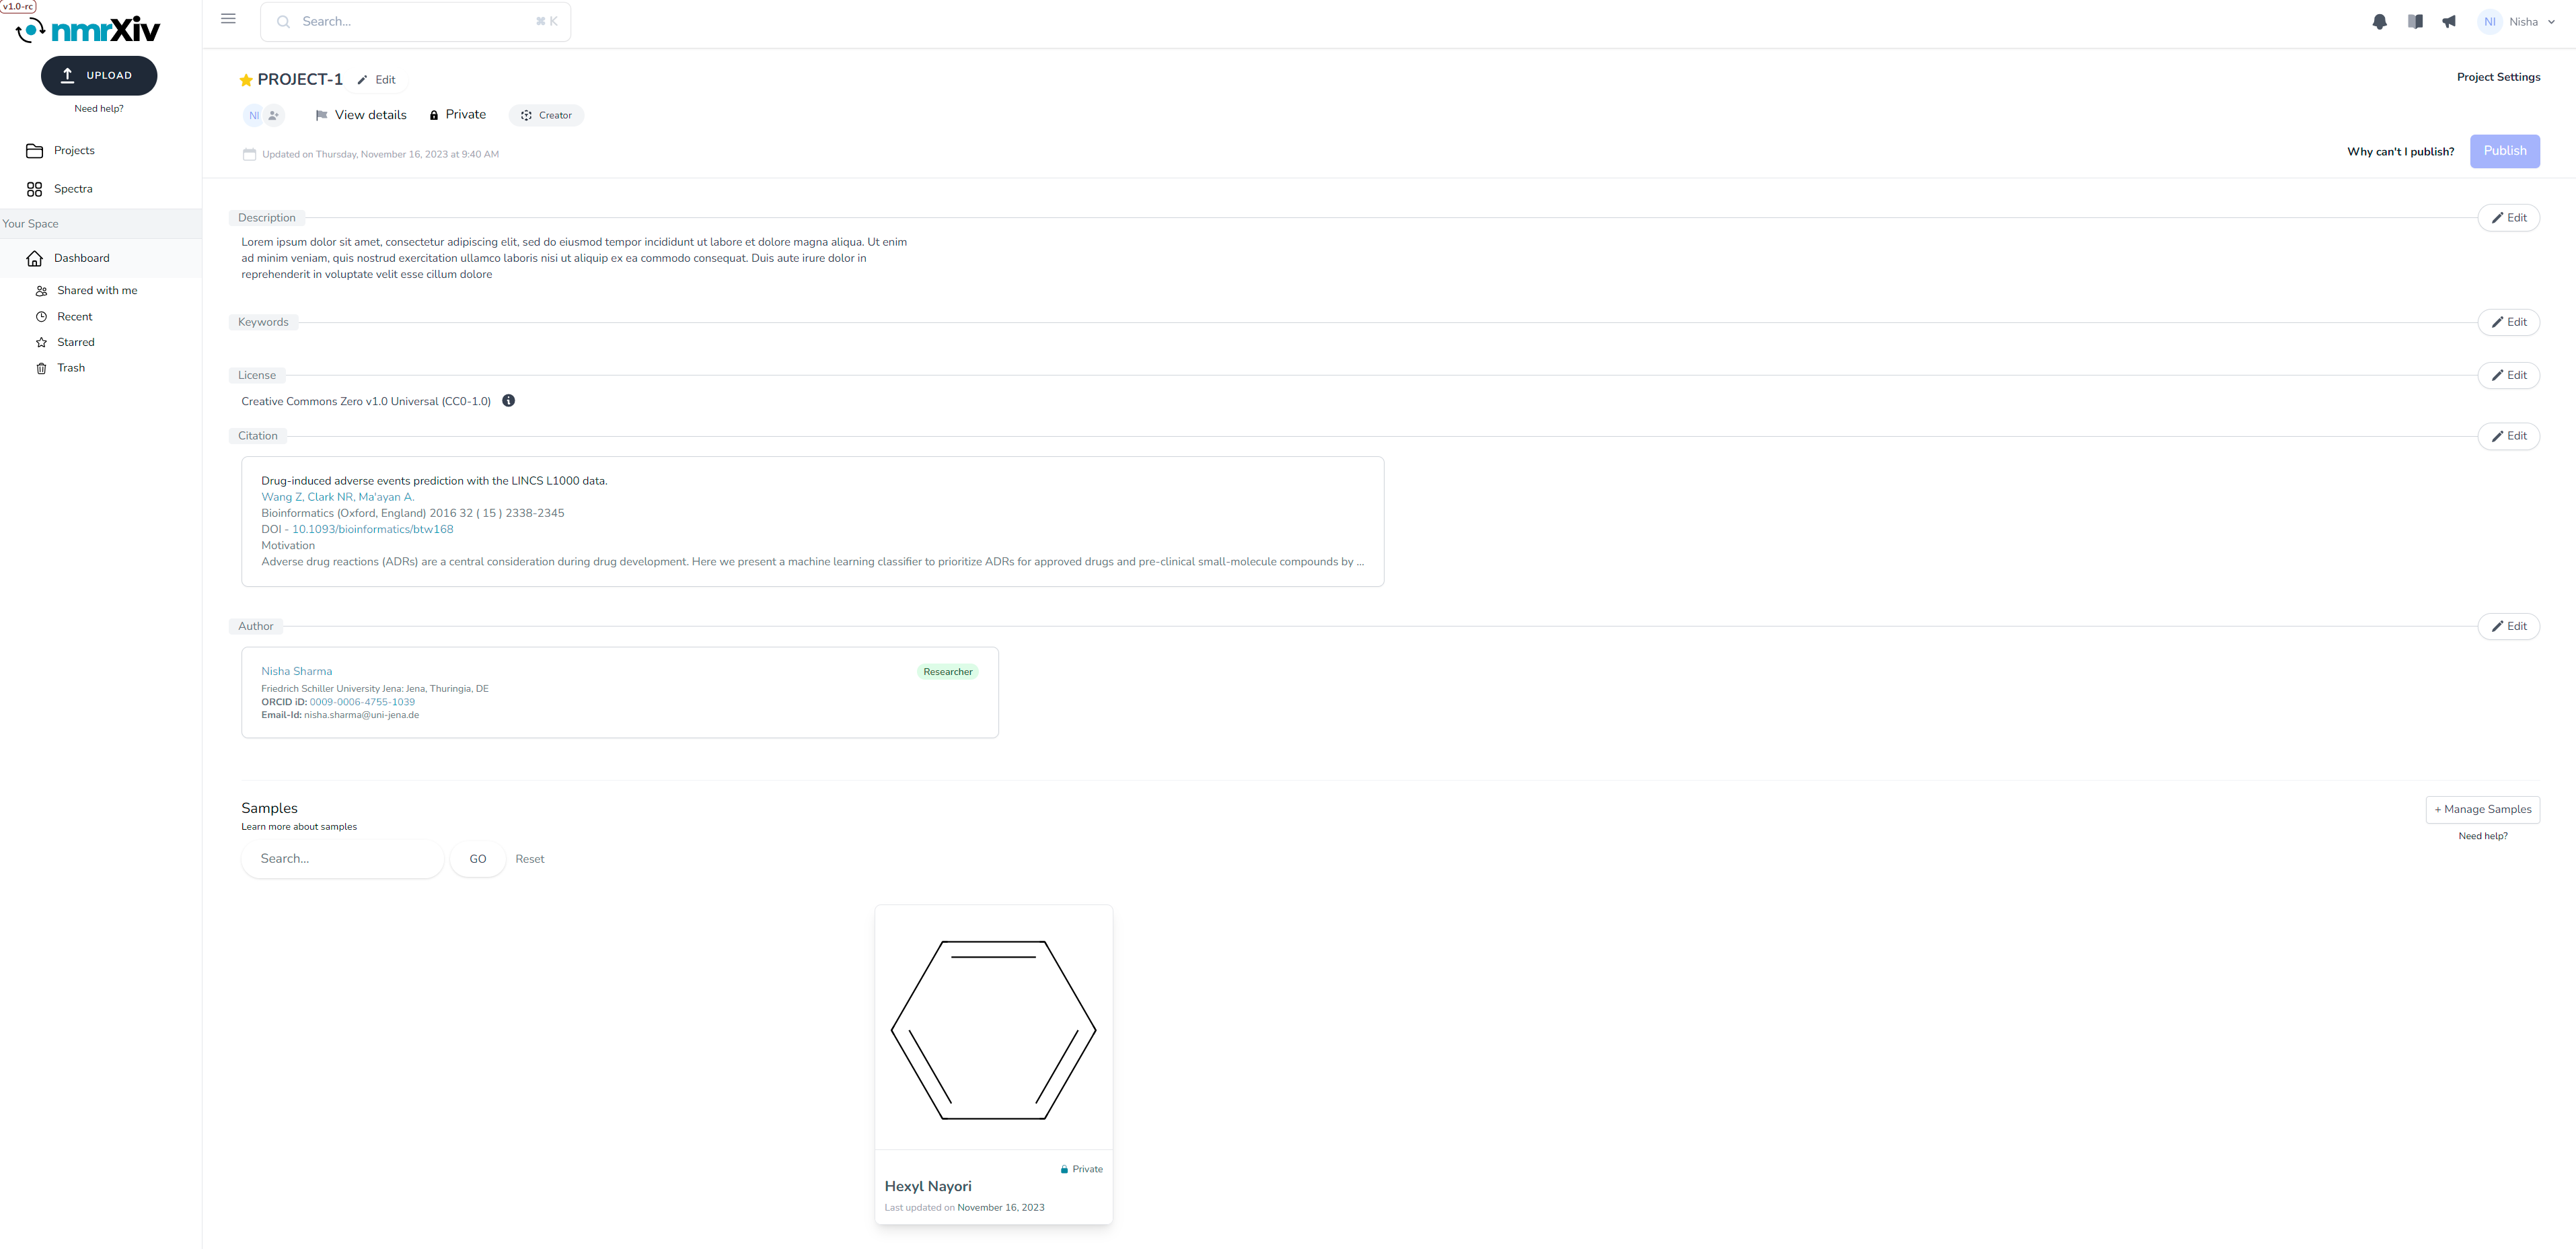 v1.0-rc
nmrXiv
UPLOAD
Need help?
Projects
Spectra
Your Space
Dashboard
Shared with me
Recent
Starred
Trash
Search... ⌘ K
NI Nisha
PROJECT-1 Edit
Project Settings
NI View details Private Creator
Updated on Thursday, November 16, 2023 at 9:40 AM
Why can't I publish? Publish
Description Edit
Lorem ipsum dolor sit amet, consectetur adipiscing elit, sed do eiusmod tempor incididunt ut labore et dolore magna aliqua. Ut enim
ad minim veniam, quis nostrud exercitation ullamco laboris nisi ut aliquip ex ea commodo consequat. Duis aute irure dolor in
reprehenderit in voluptate velit esse cillum dolore
Keywords Edit
License Edit
Creative Commons Zero v1.0 Universal (CC0-1.0)
Citation Edit
Drug-induced adverse events prediction with the LINCS L1000 data.
Wang Z, Clark NR, Ma'ayan A.
Bioinformatics (Oxford, England) 2016 32 ( 15 ) 2338-2345
DOI - 10.1093/bioinformatics/btw168
Motivation
Adverse drug reactions (ADRs) are a central consideration during drug development. Here we present a machine learning classifier to prioritize ADRs for approved drugs and pre-clinical small-molecule compounds by ...
Author Edit
Nisha Sharma Researcher
Friedrich Schiller University Jena: Jena, Thuringia, DE
ORCID iD: 0009-0006-4755-1039
Email-Id: nisha.sharma@uni-jena.de
Samples
+ Manage Samples
Learn more about samples
Need help?
Search... GO Reset
Private
Hexyl Nayori
Last updated on November 16, 2023